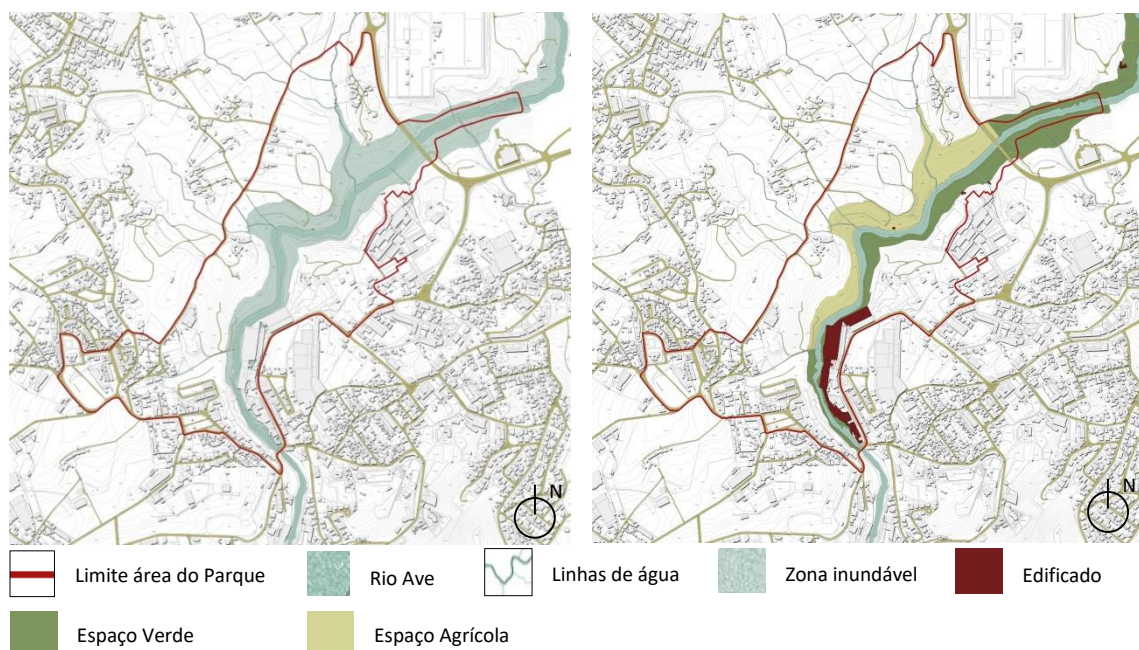 N
N
Limite área do Parque
Rio Ave
Linhas de água
Zona inundável
Edificado
Espaço Verde
Espaço Agrícola